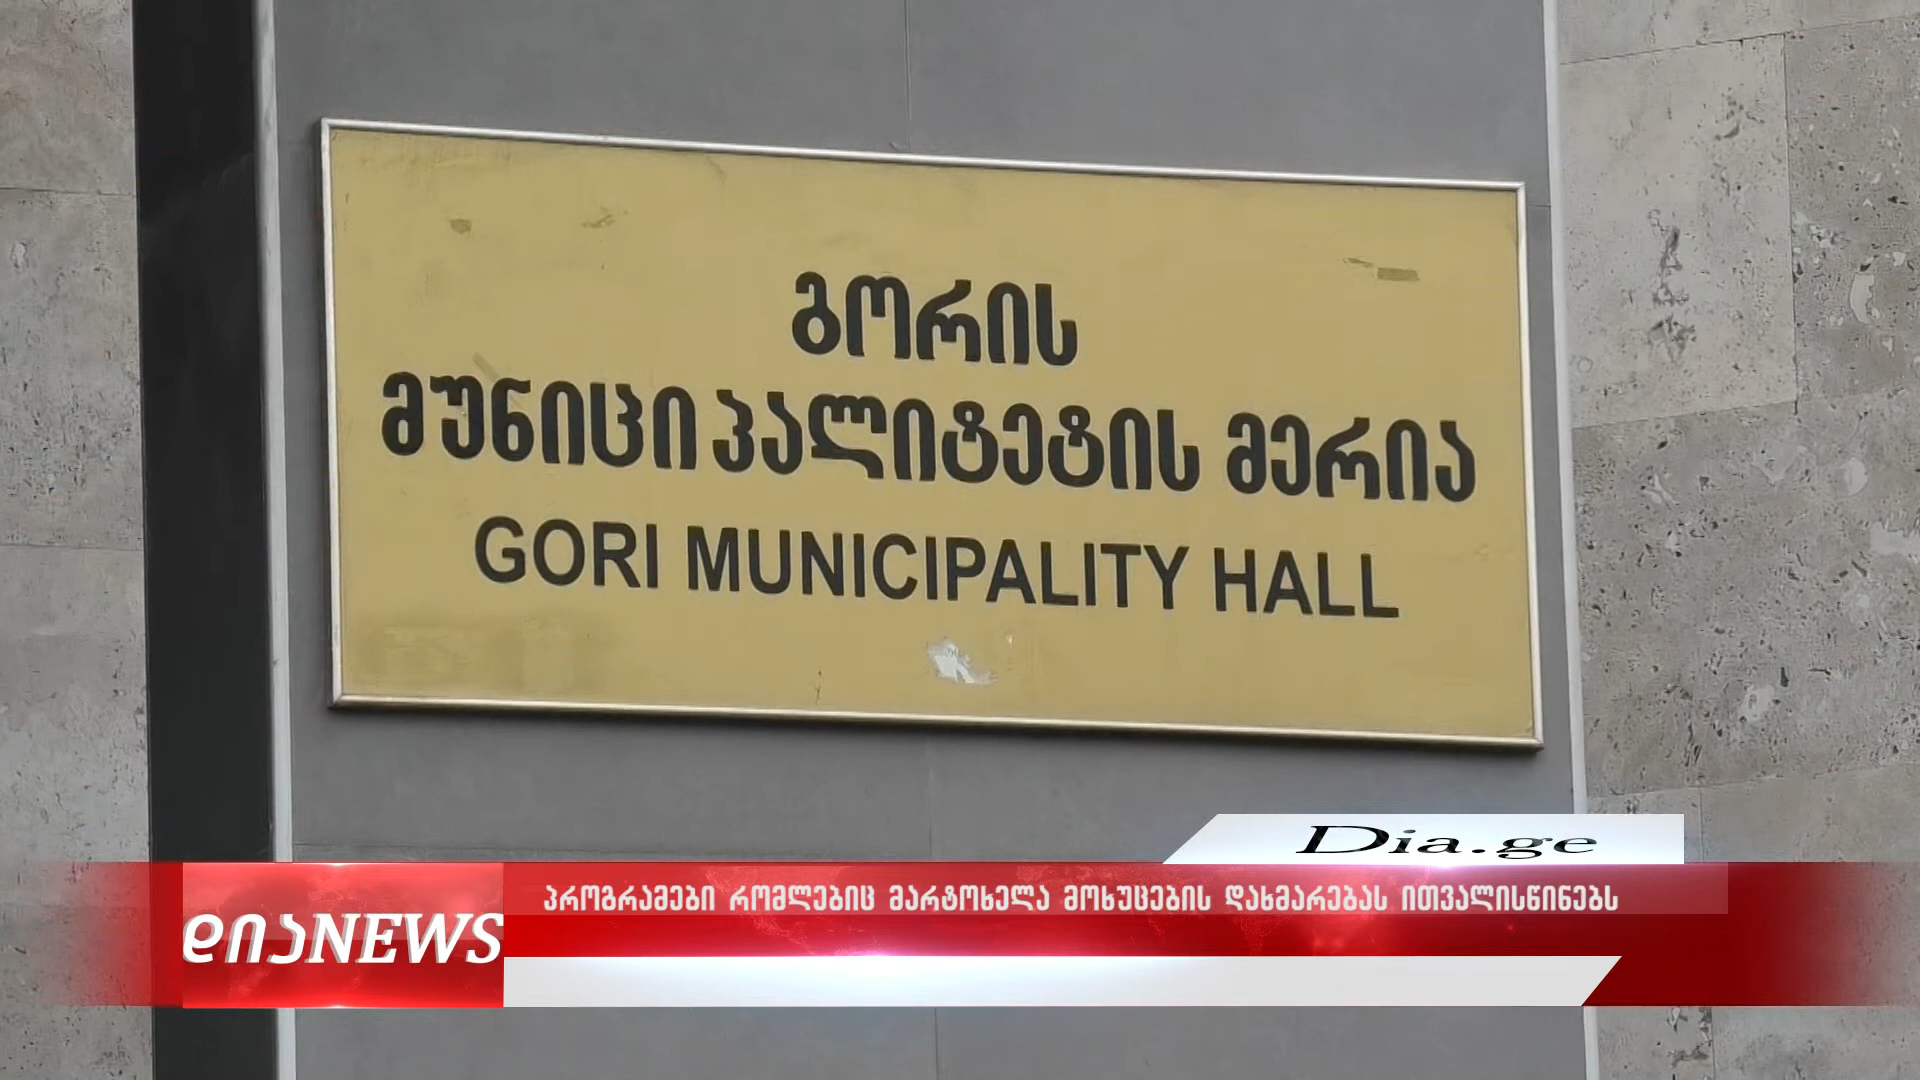 გორის
მუნიციპალიტეტის მერია
GORI MUNICIPALITY HALL
Dia.ge
პროგრამები რომლებიც მარტოხელა მოხუცების დახმარებას ითვალისწინებს
დიაNEWS